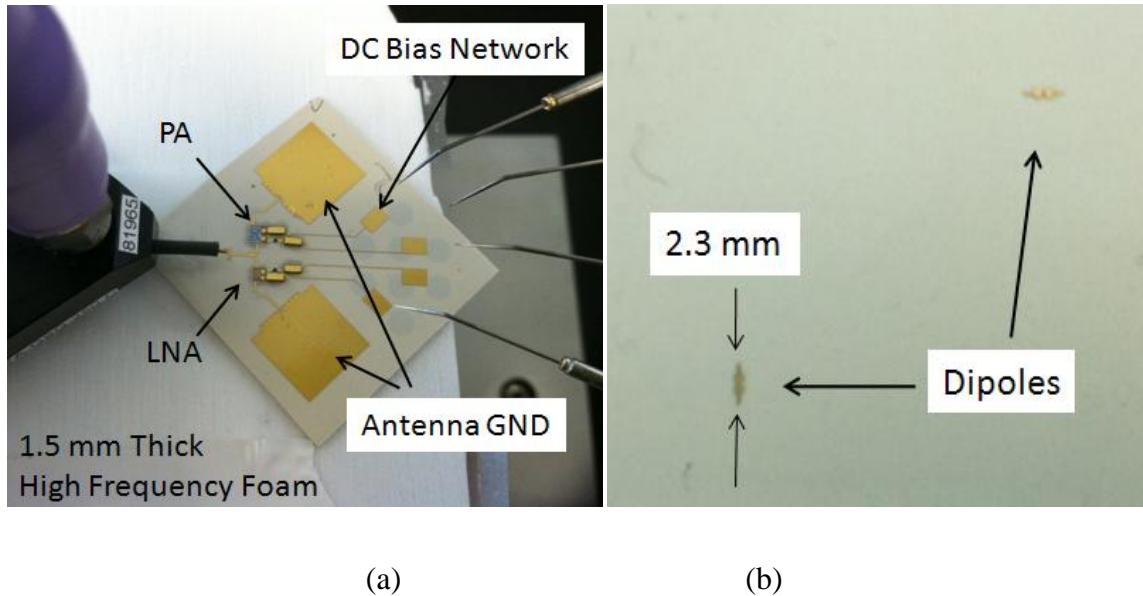 DC Bias Network
PA
81965
LNA
Antenna GND
1.5 mm Thick
High Frequency Foam
2.3 mm
Dipoles
(a)
(b)